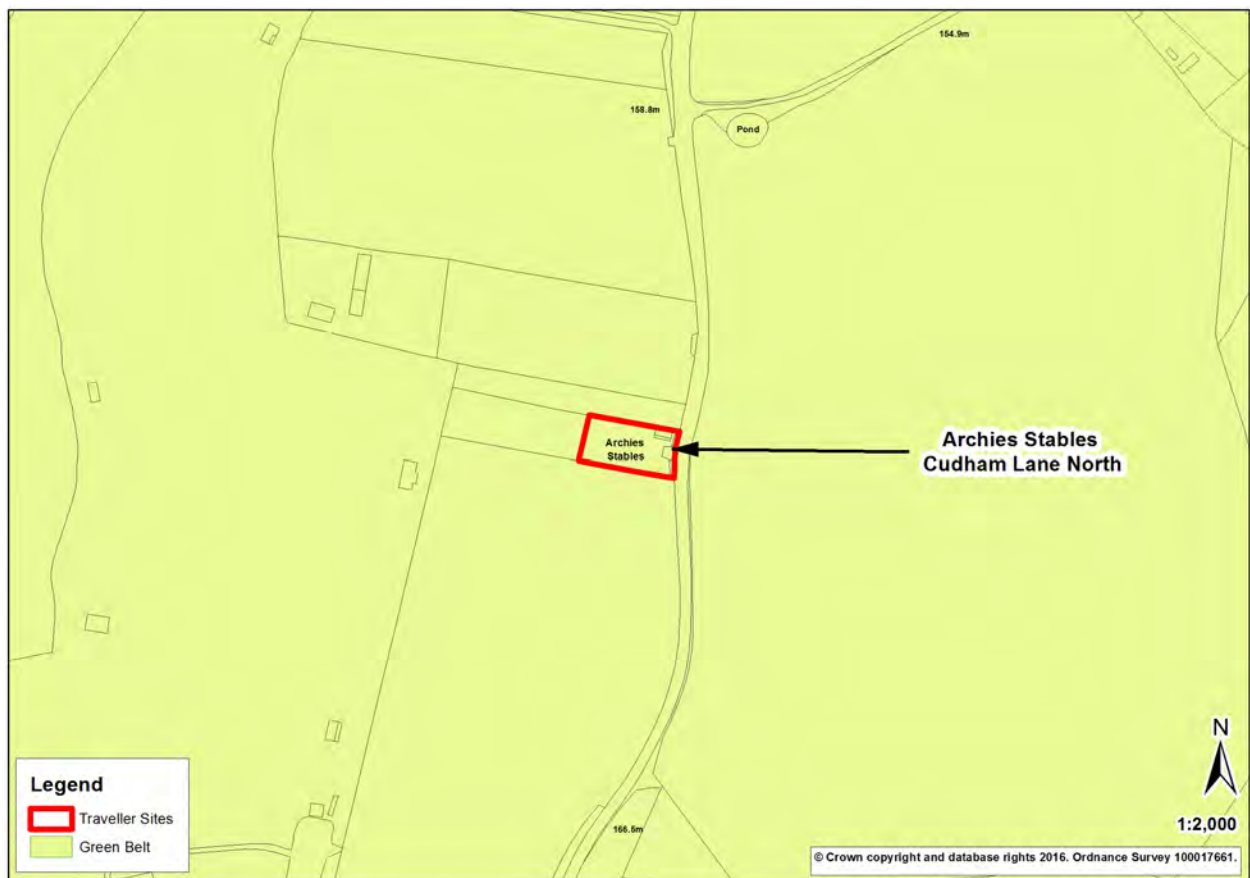 154.9m
158.8m
Pond
Archies
Stables
Archies Stables
Cudham Lane North
N
Legend
Traveller Sites
Green Belt
166.5m
1:2,000
© Crown copyright and database rights 2016. Ordnance Survey 100017661.